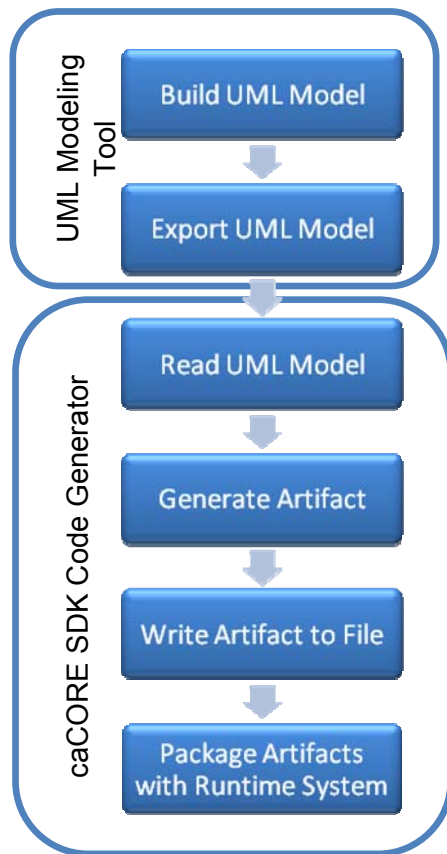 UML Modeling
Tool
Build UML Model
Export UML Model
caCORE SDK Code Generator
Read UML Model
Generate Artifact
Write Artifact to File
Package Artifacts
with Runtime System